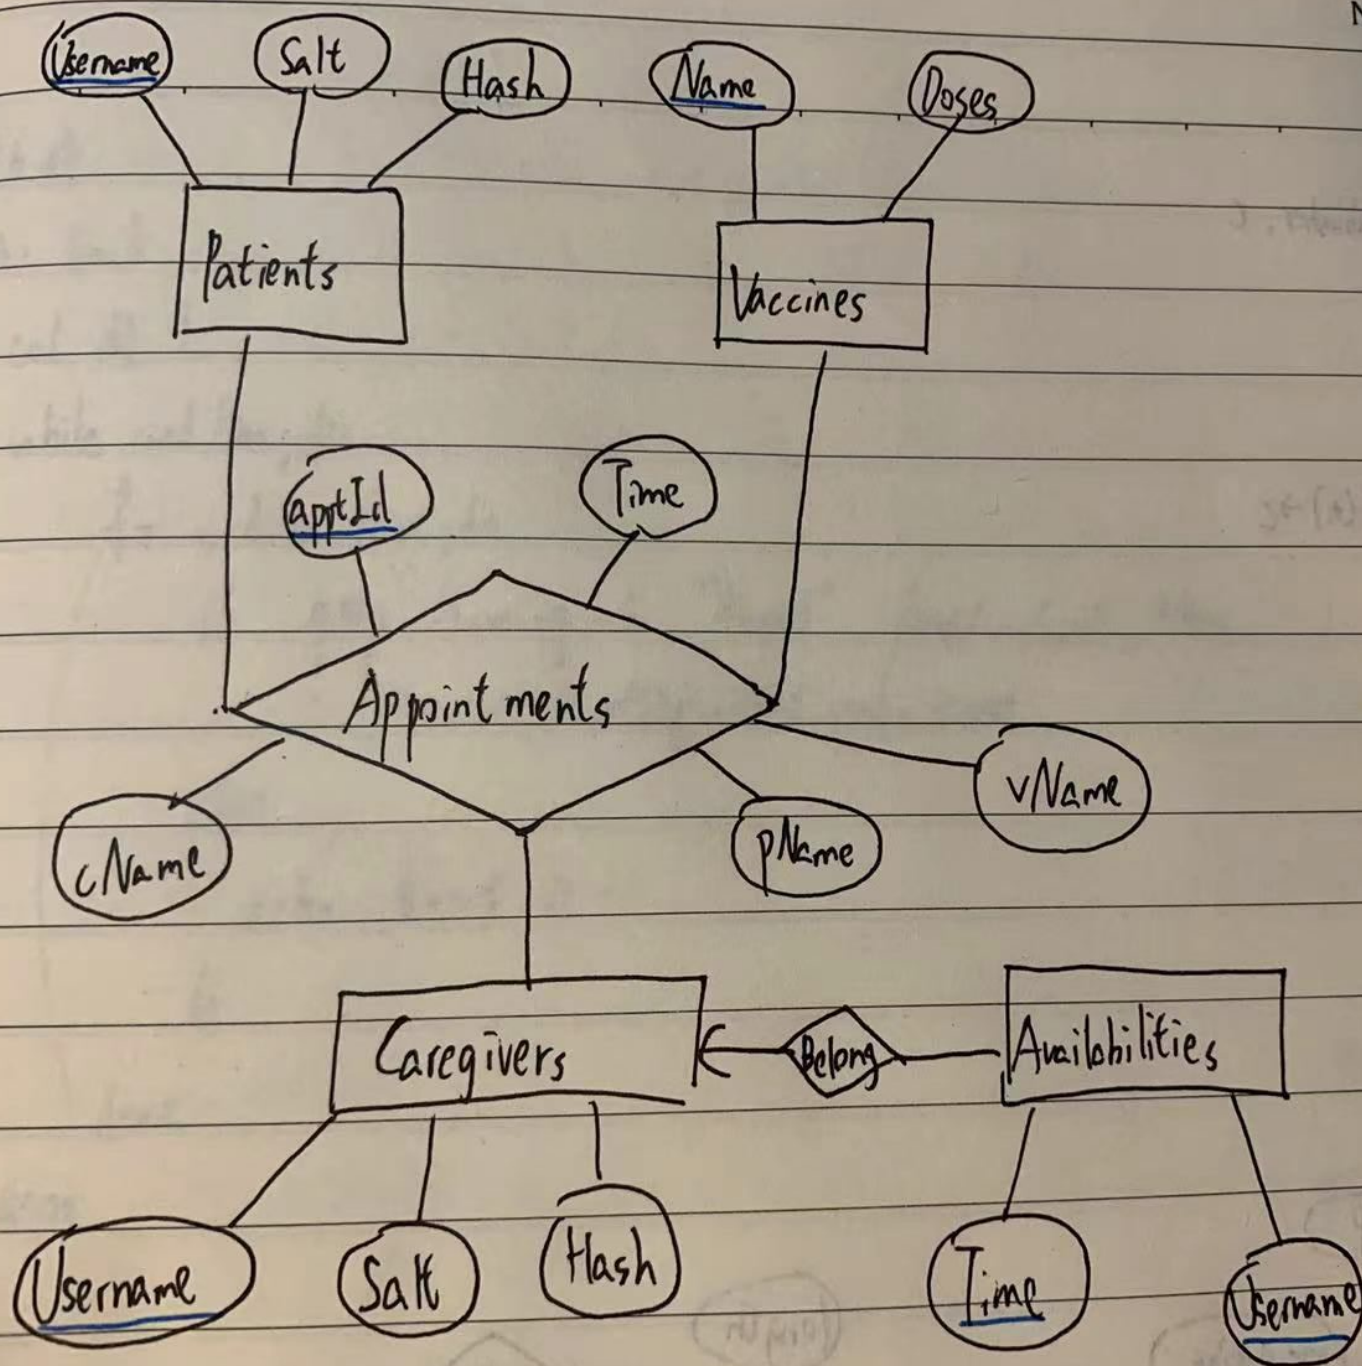 Username
Salt
Hash
Name
Doses
Patients
Vaccines
apptId
Time
Appointments
cName
pName
vName
Caregivers
Belong
Availabilities
Username
Salt
Hash
Time
Username